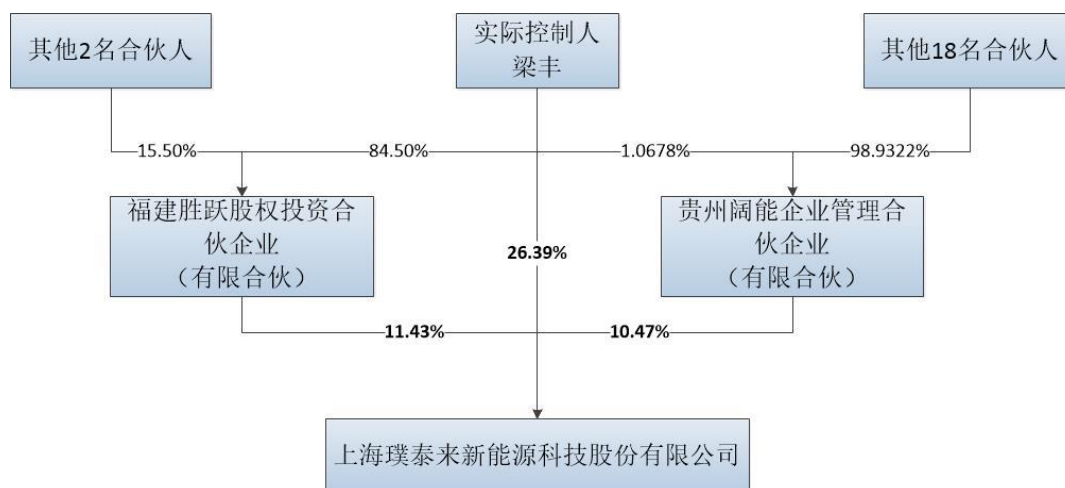 其他2名合伙人
实际控制人
梁丰
其他18名合伙人
15.50%
84.50%
1.0678%
98.9322%
福建胜跃股权投资合
伙企业
（有限合伙）
26.39%
贵州阔能企业管理合
伙企业
（有限合伙）
11.43%
10.47%
上海璞泰来新能源科技股份有限公司